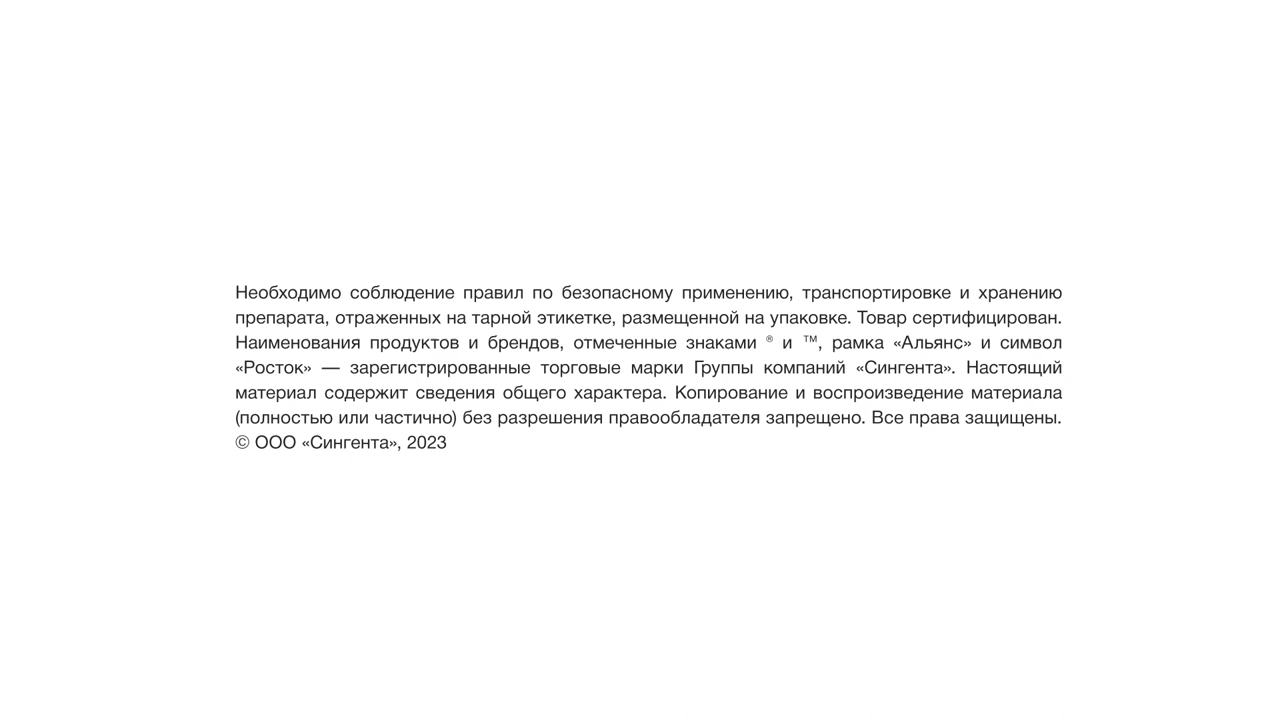 Необходимо соблюдение правил по безопасному применению, транспортировке и хранению
препарата, отраженных на тарной этикетке, размещенной на упаковке. Товар сертифицирован.
Наименования продуктов и брендов, отмеченные знаками ® и ™, рамка «Альянс» и символ
«Росток» — зарегистрированные торговые марки Группы компаний «Сингента». Настоящий
материал содержит сведения общего характера. Копирование и воспроизведение материала
(полностью или частично) без разрешения правообладателя запрещено. Все права защищены.
© ООО «Сингента», 2023